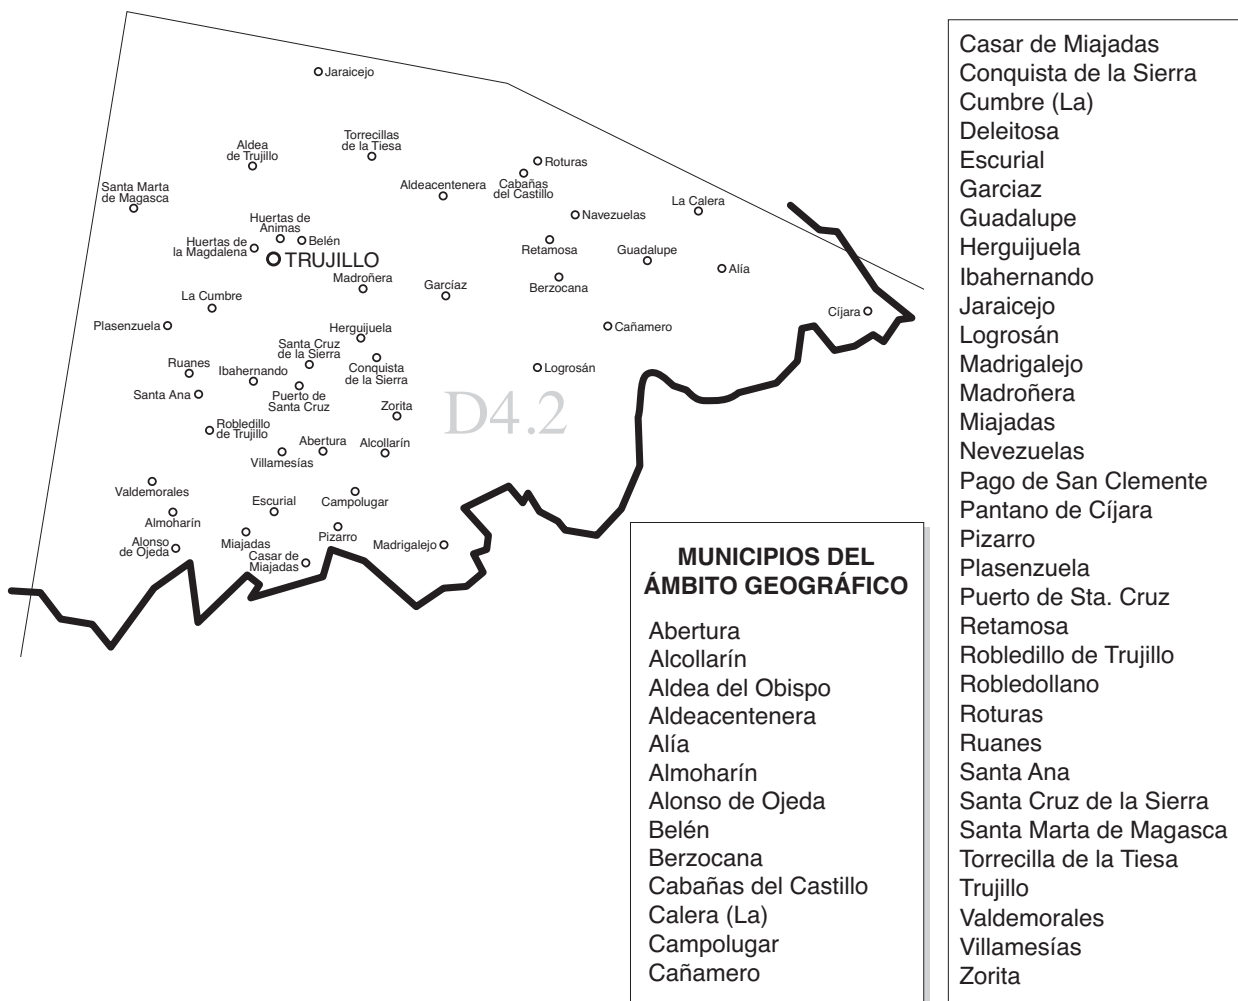 Jaraicejo
Torrecillas
de la Tiesa
Aldea
de Trujillo
Roturas
Cabañas
del Castillo
Aldeacentenera
Santa Marta
de Magasca
La Calera
Navezuelas
Huertas de
Animas
Huertas de
la Magdalena
Belén
Retamosa
Guadalupe
TRUJILLO
Alía
Madroñera
Garcíaz
Berzocana
La Cumbre
Plasenzuela
Cíjara
Cañamero
Herguijuela
Santa Cruz
de la Sierra
Ruanes
Ibahernando
Conquista
de la Sierra
Logrosán
Santa Ana
Puerto de
Santa Cruz
Zorita
D4.2
Robledillo
de Trujillo
Abertura
Alcollarín
Villamesías
Valdemorales
Escurial
Campolugar
Almoharín
Alonso
de Ojeda
Miajadas
Pizarro
Casar de
Miajadas
Madrigalejo
MUNICIPIOS DEL
ÁMBITO GEOGRÁFICO
Abertura
Alcollarín
Aldea del Obispo
Aldeacentenera
Alía
Almoharín
Alonso de Ojeda
Belén
Berzocana
Cabañas del Castillo
Calera (La)
Campolugar
Cañamero
Casar de Miajadas
Conquista de la Sierra
Cumbre (La)
Deleitosa
Escurial
Garciaz
Guadalupe
Herguijuela
Ibahernando
Jaraicejo
Logrosán
Madrigalejo
Madroñera
Miajadas
Nevezuelas
Pago de San Clemente
Pantano de Cíjara
Pizarro
Plasenzuela
Puerto de Sta. Cruz
Retamosa
Robledillo de Trujillo
Robledollano
Roturas
Ruanes
Santa Ana
Santa Cruz de la Sierra
Santa Marta de Magasca
Torrecilla de la Tiesa
Trujillo
Valdemorales
Villamesías
Zorita